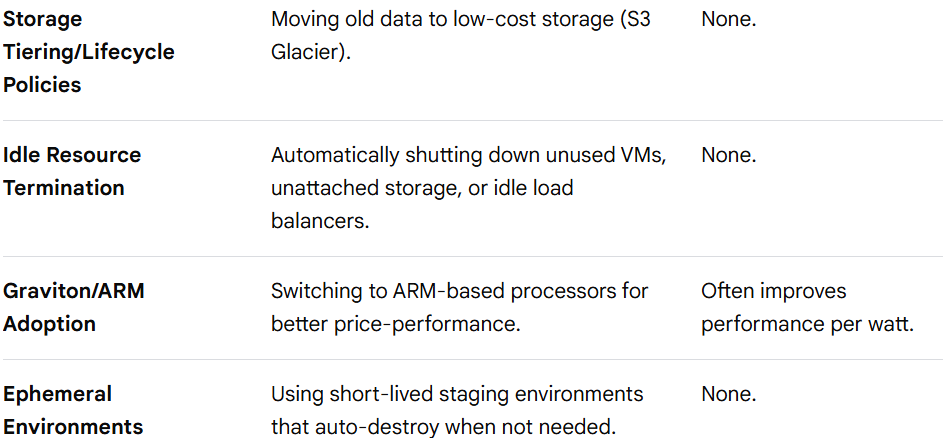 Storage
Tiering/Lifecycle
Policies
Moving old data to low-cost storage (S3
Glacier).
None.
Idle Resource
Termination
Automatically shutting down unused VMs,
unattached storage, or idle load
balancers.
None.
Graviton/ARM
Adoption
Switching to ARM-based processors for
better price-performance.
Often improves
performance per watt.
Ephemeral
Environments
Using short-lived staging environments
that auto-destroy when not needed.
None.